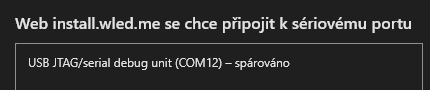 Web install.wled.me se chce připojit k sériovému portu
USB JTAG/serial debug unit (COM12) – spárováno